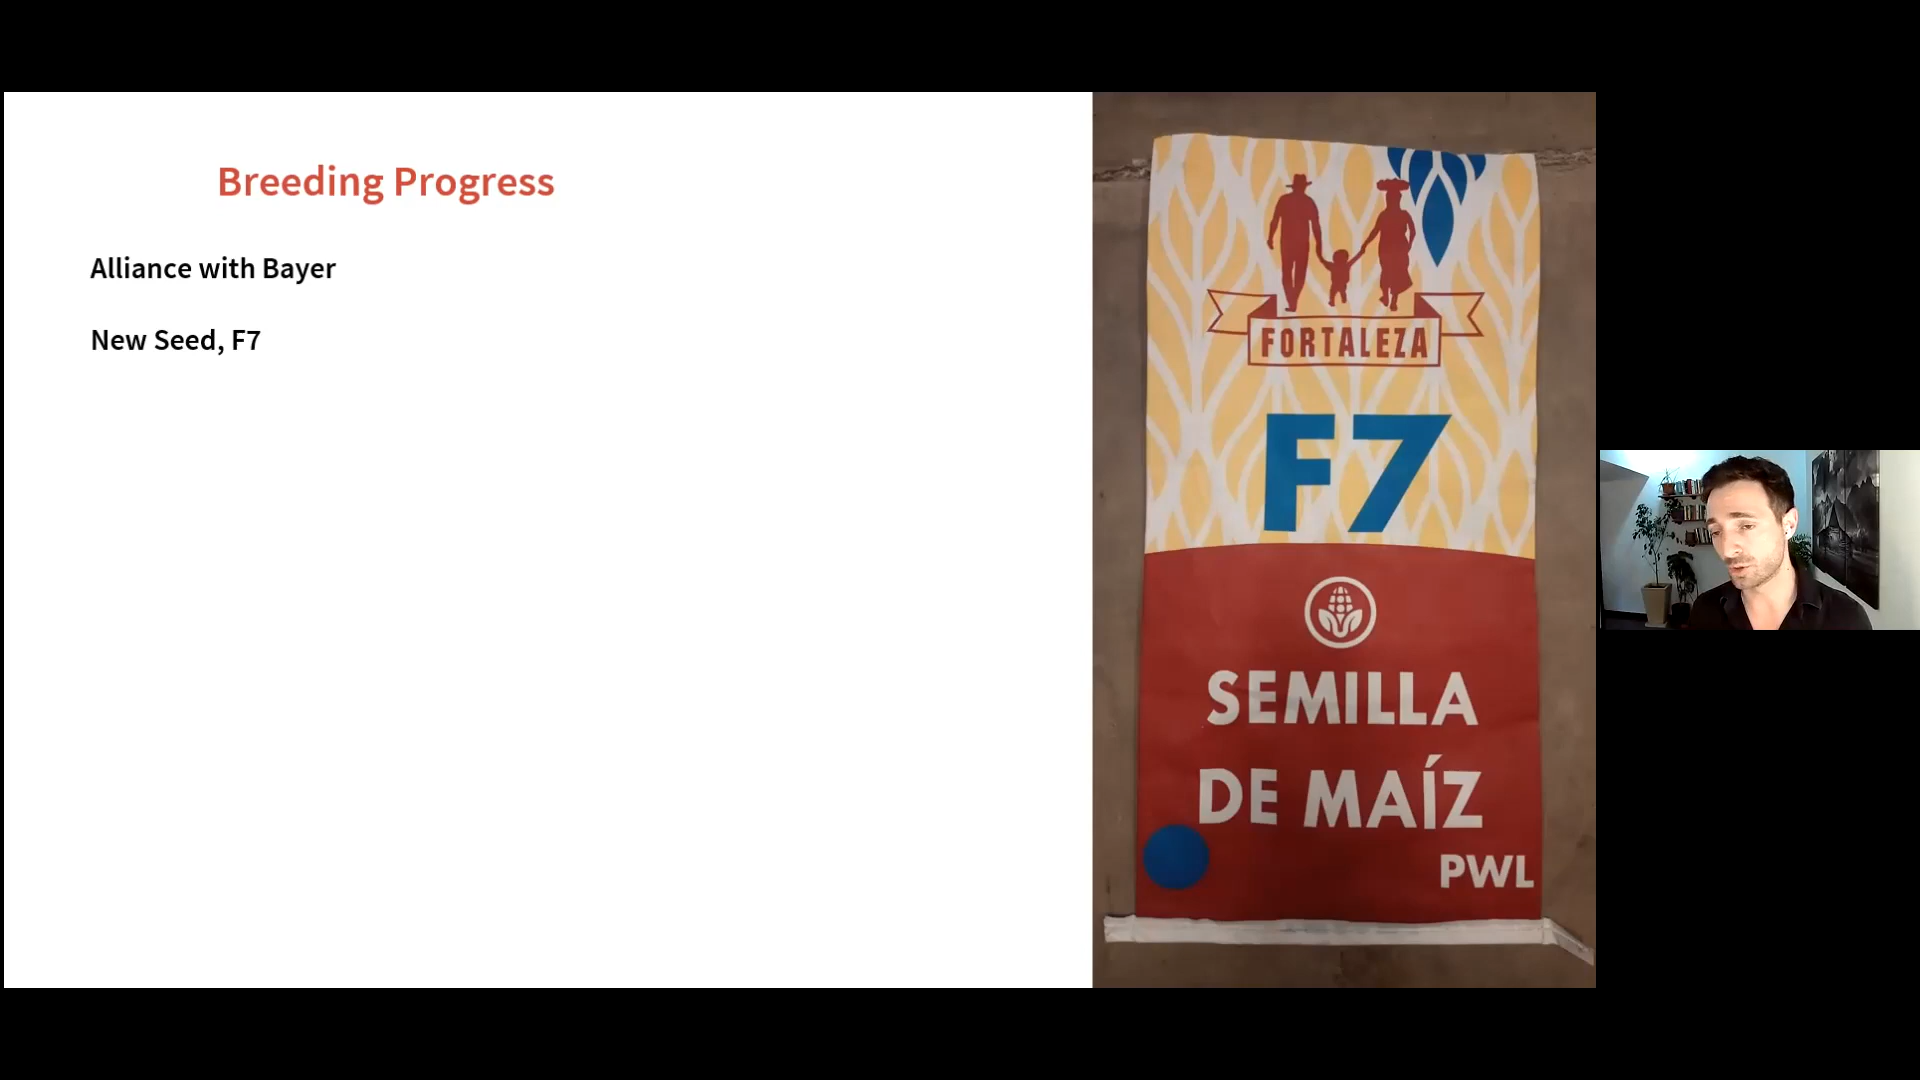 Breeding Progress
Alliance with Bayer
New Seed, F7
FORTALEZA
F7
SEMILLA
DE MAÍZ
PWL